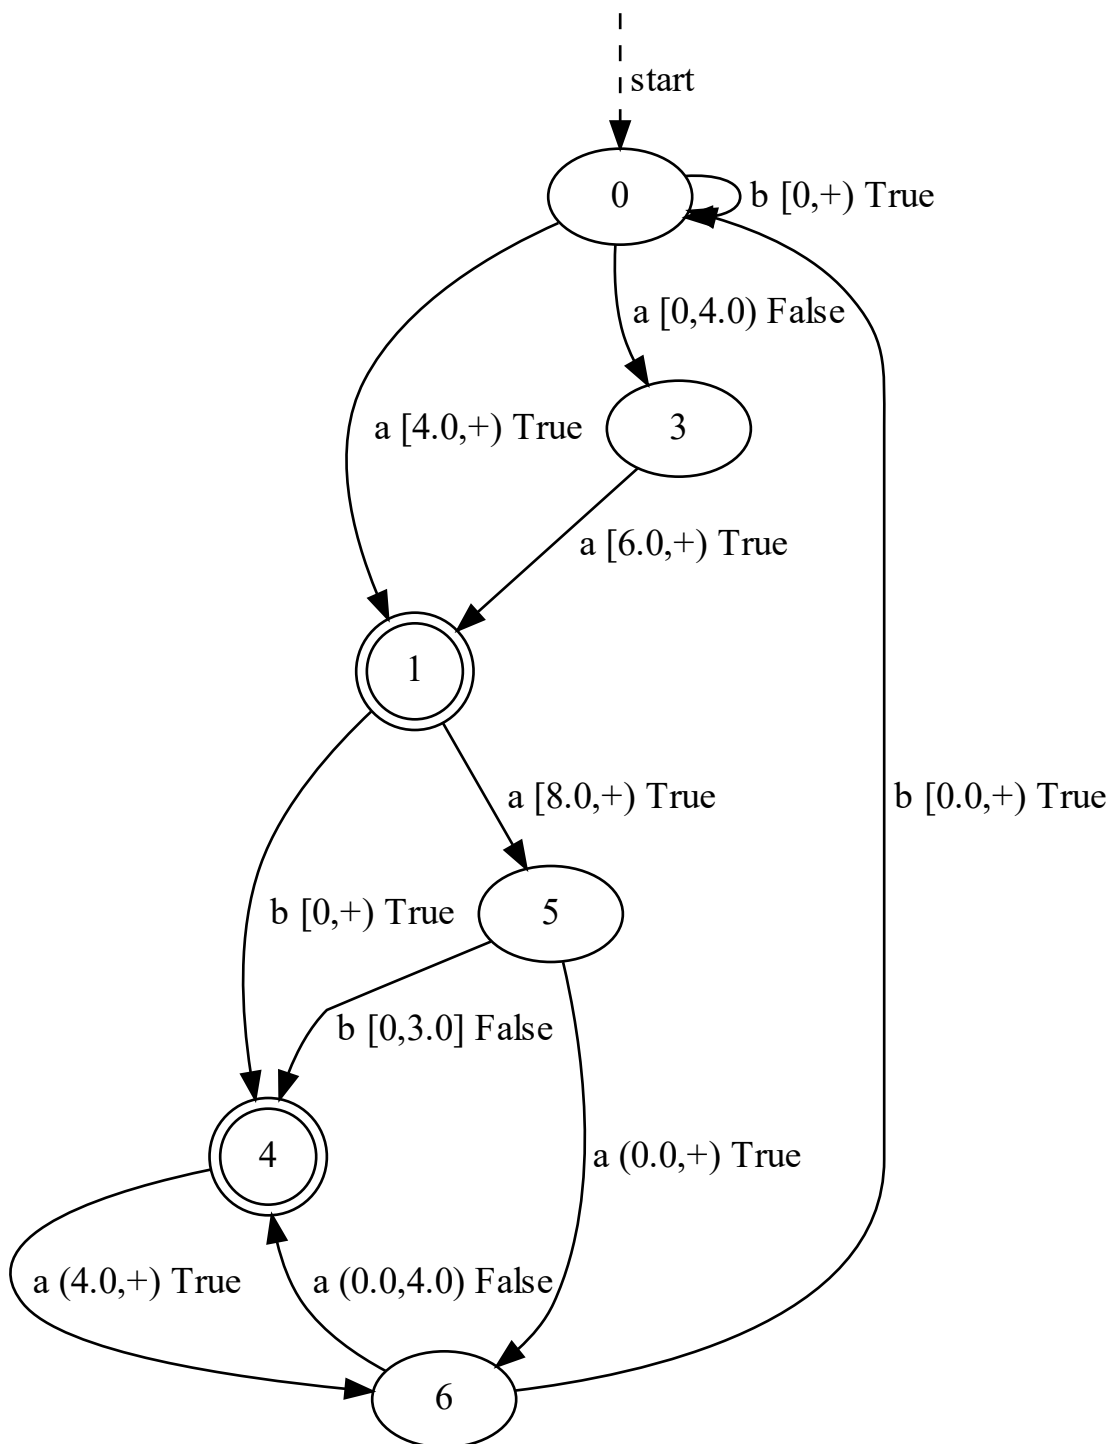 start
0
b [0,+) True
a [0,4.0) False
a [4.0,+) True
3
a [6.0,+) True
1
a [8.0,+) True
b [0.0,+) True
b [0,+) True
5
b [0,3.0] False
4
a (0.0,+) True
a (4.0,+) True
a (0.0,4.0) False
6